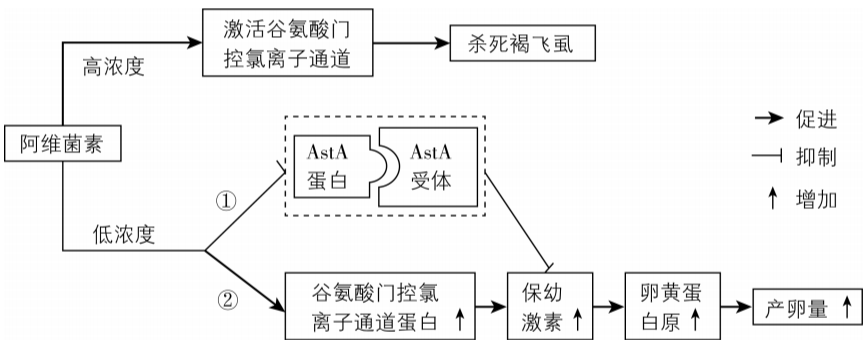 激活谷氨酸门
控氯离子通道
杀死褐飞虱
高浓度
阿维菌素
AstA
蛋白
AstA
受体
促进
抑制
增加
①
低浓度
②
谷氨酸门控氯
离子通道蛋白
保幼
激素
卵黄蛋
白原
产卵量